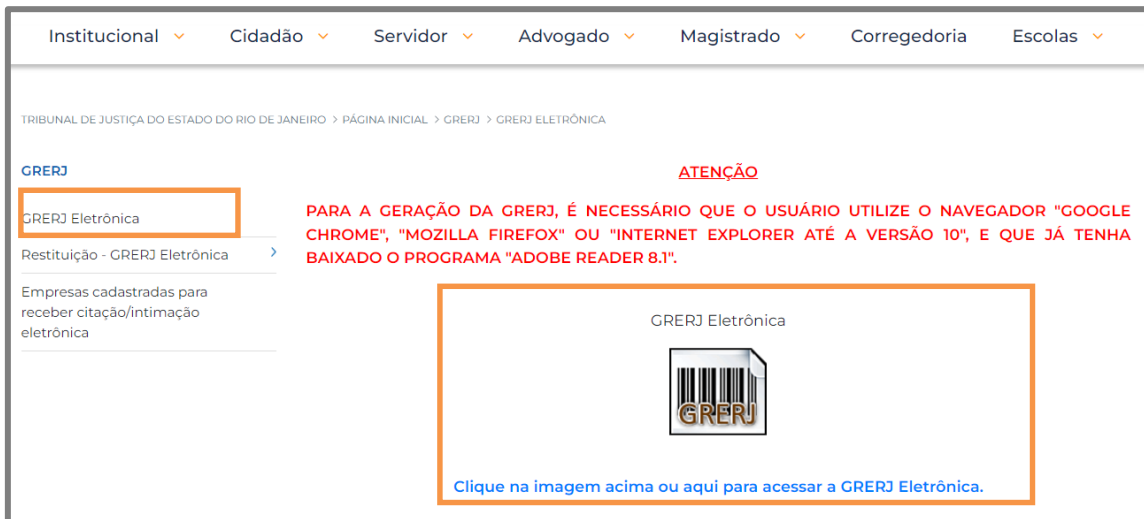 Institucional Cidadão Servidor Advogado Magistrado Corregedoria Escolas
TRIBUNAL DE JUSTIÇA DO ESTADO DO RIO DE JANEIRO > PÁGINA INICIAL > GRERJ > GRERJ ELETRÔNICA
GRERJ
GRERJ Eletrônica
Restituição - GRERJ Eletrônica
Empresas cadastradas para
receber citação/intimação
eletrônica
ATENÇÃO
PARA A GERAÇÃO DA GRERJ, É NECESSÁRIO QUE O USUÁRIO UTILIZE O NAVEGADOR "GOOGLE
CHROME", "MOZILLA FIREFOX" OU "INTERNET EXPLORER ATÉ A VERSÃO 10", E QUE JÁ TENHA
BAIXADO O PROGRAMA "ADOBE READER 8.1".
GRERJ Eletrônica
GRERJ
Clique na imagem acima ou aqui para acessar a GRERJ Eletrônica.